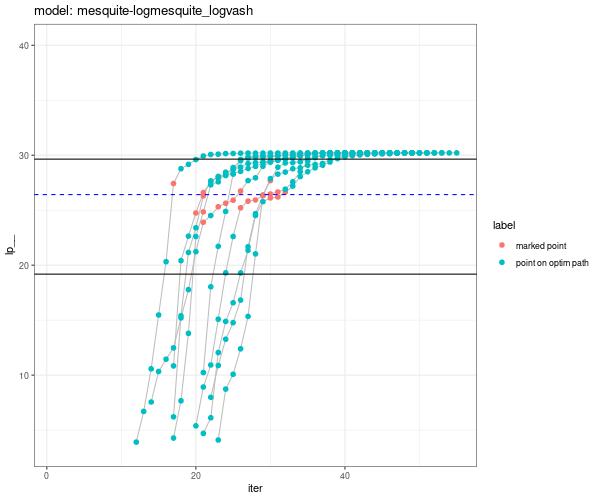 model: mesquite-logmesquite_logvash
40
30
20
10
lp__
0
20
40
iter
label
marked point
point on optim path